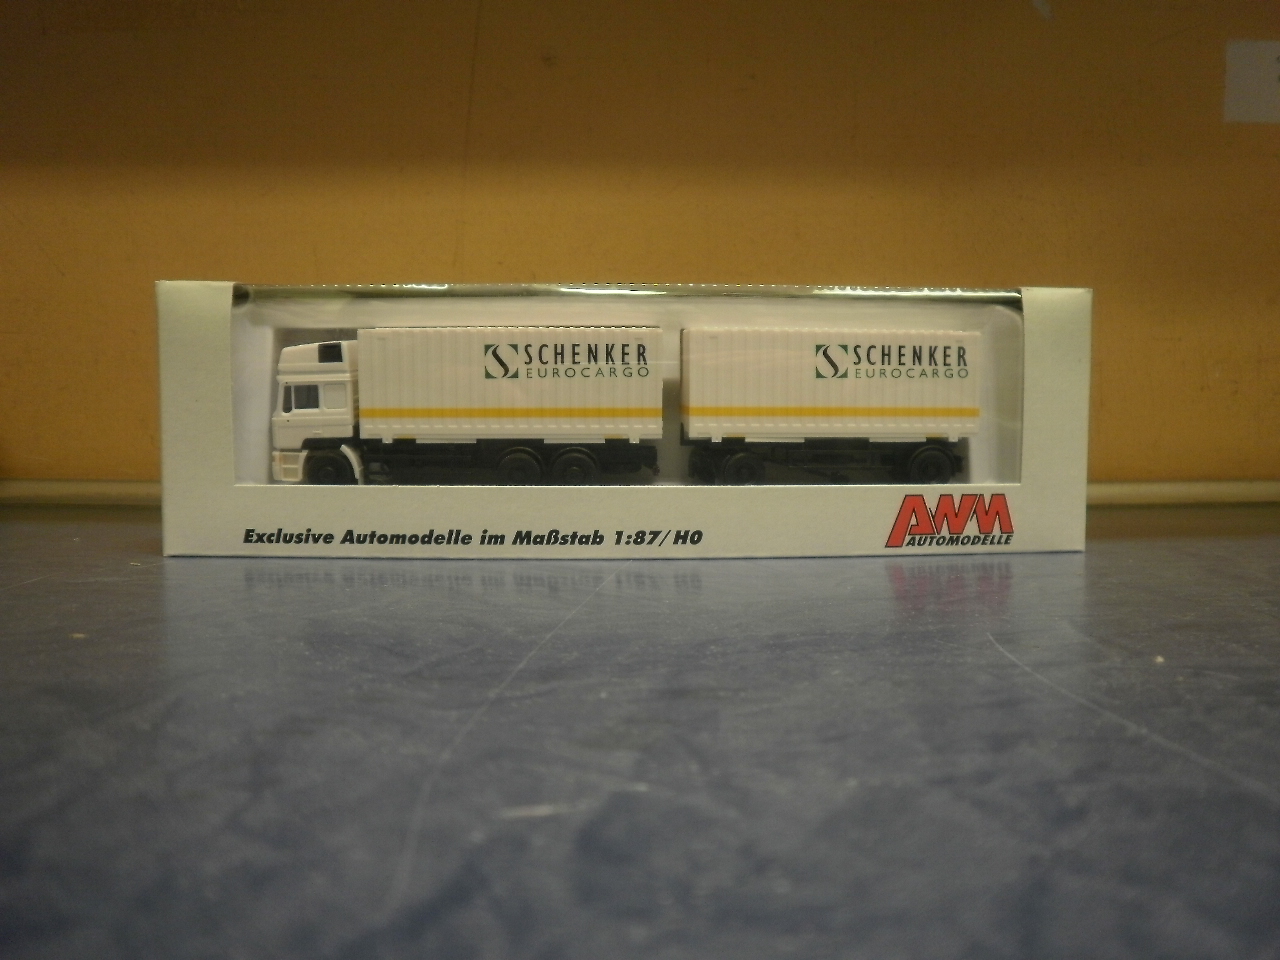 SCHENKER
EUROCARGO
SCHENKER
EUROCARGO
Exclusive Automodelle im Maßstab 1:87/H0
AWM
AUTOMODELLE